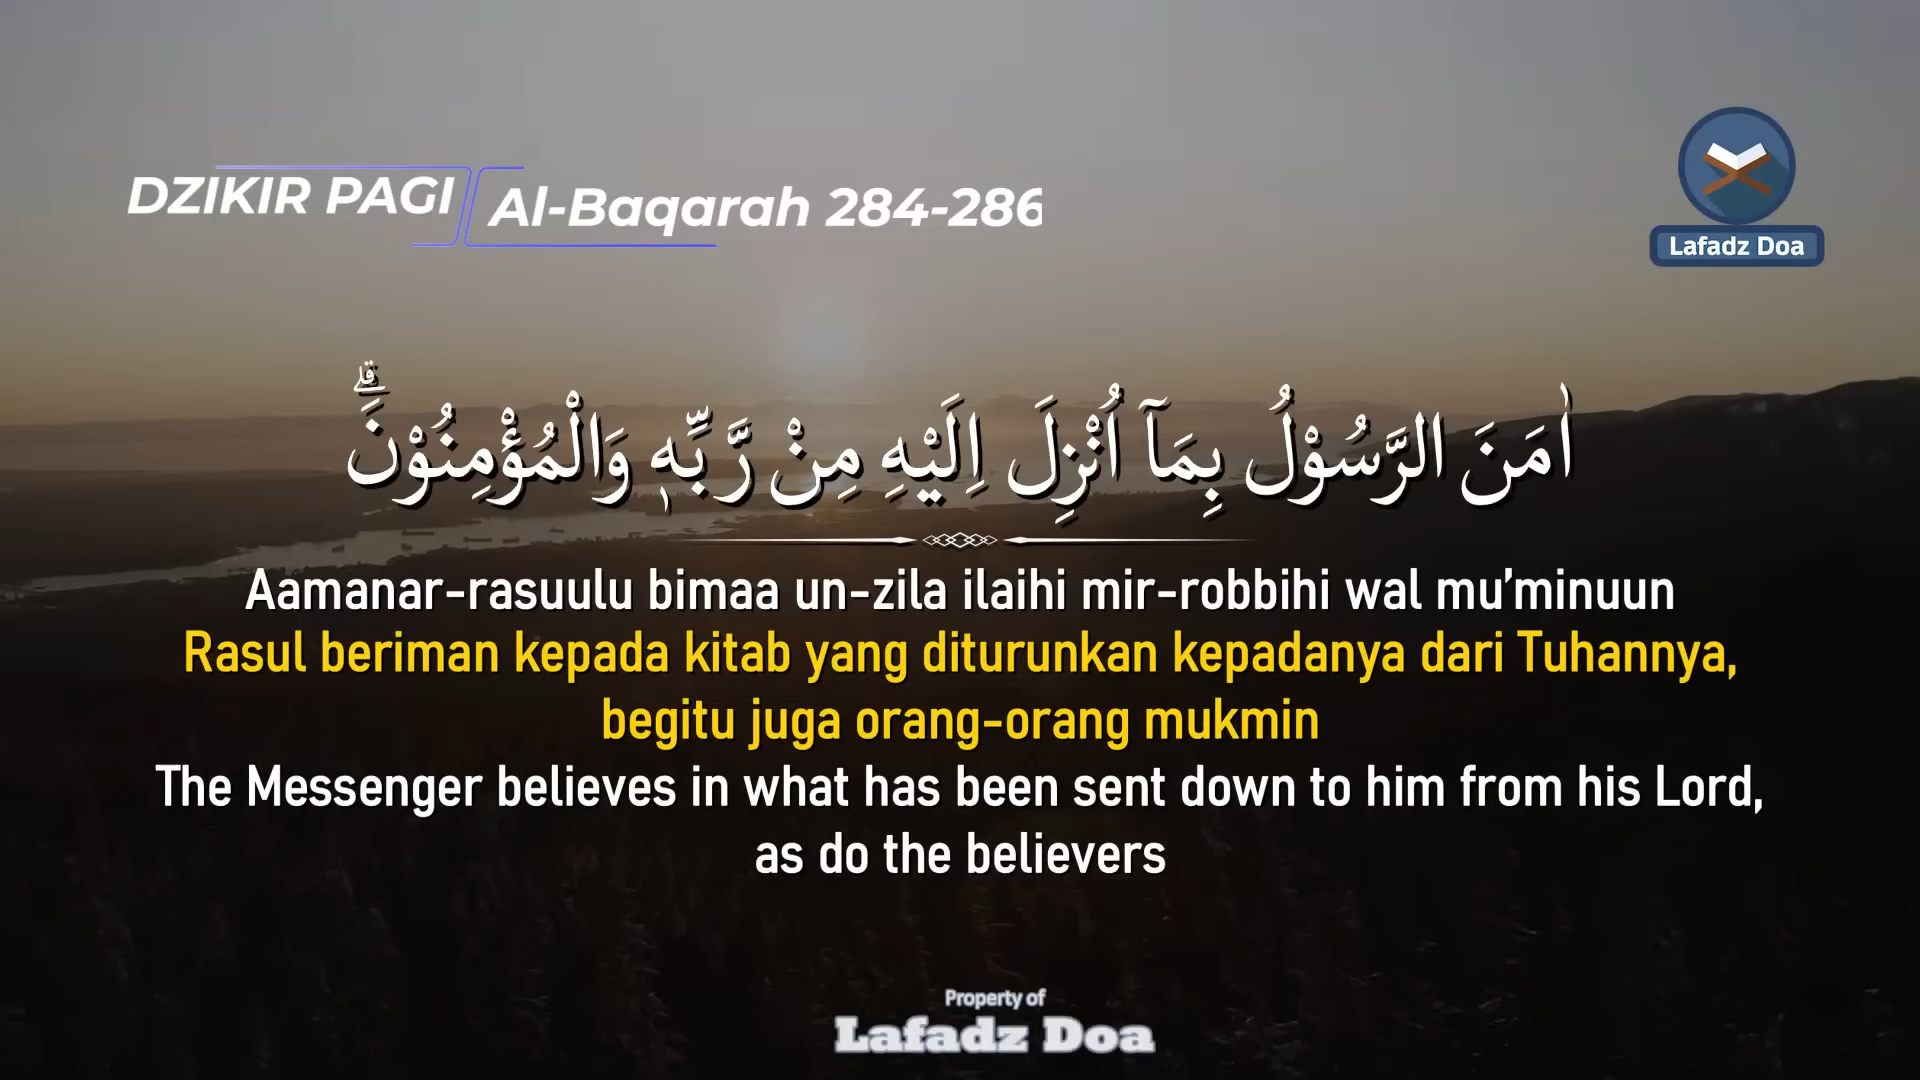 DZIKIR PAGI
Al-Baqarah 284-286
Lafadz Doa
اٰمَنَ الرَّسُوْلُ بِمَآ اُنْزِلَ اِلَيْهِ مِنْ رَّبِّهٖ وَالْمُؤْمِنُوْنَۗ
Aamanar-rasuulu bimaa un-zila ilaihi mir-robbihi wal mu’minuun
Rasul beriman kepada kitab yang diturunkan kepadanya dari Tuhannya,
begitu juga orang-orang mukmin
The Messenger believes in what has been sent down to him from his Lord,
as do the believers
Property of
Lafadz Doa